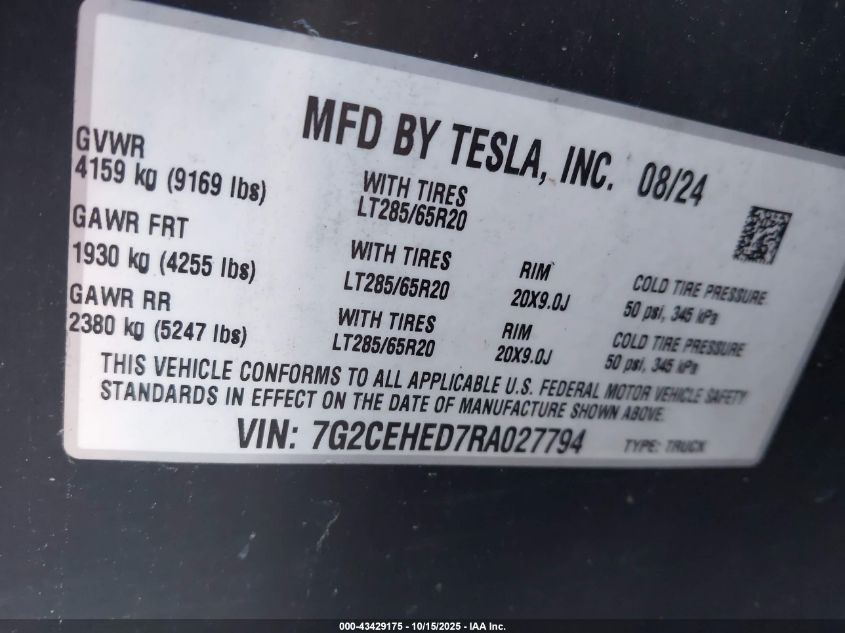 MFD BY TESLA, INC. 08/24
GVWR
4159 kg (9169 lbs)
WITH TIRES
LT285/65R20
GAWR FRT
1930 kg (4255 lbs)
WITH TIRES
LT285/65R20
RIM
20X9.0J
COLD TIRE PRESSURE
50 psi, 345 kPa
GAWR RR
2380 kg (5247 lbs)
WITH TIRES
LT285/65R20
RIM
20X9.0J
COLD TIRE PRESSURE
50 psi, 345 kPa
THIS VEHICLE CONFORMS TO ALL APPLICABLE U.S. FEDERAL MOTOR VEHICLE SAFETY
STANDARDS IN EFFECT ON THE DATE OF MANUFACTURE SHOWN ABOVE.
VIN: 7G2CEHED7RA027794 TYPE: TRUCK
000-43429175 - 10/15/2025 - IAA Inc.